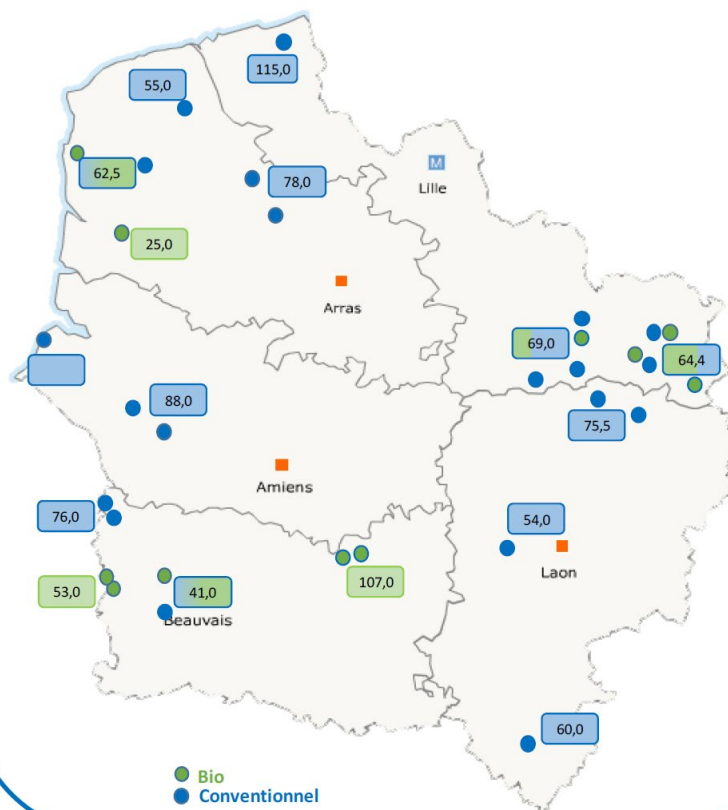 115,0
55,0
M
Lille
62,5
78,0
25,0
Arras
69,0
64,4
88,0
75,5
Amiens
76,0
54,0
Laon
53,0
41,0
107,0
Beauvais
60,0
Bio
Conventionnel